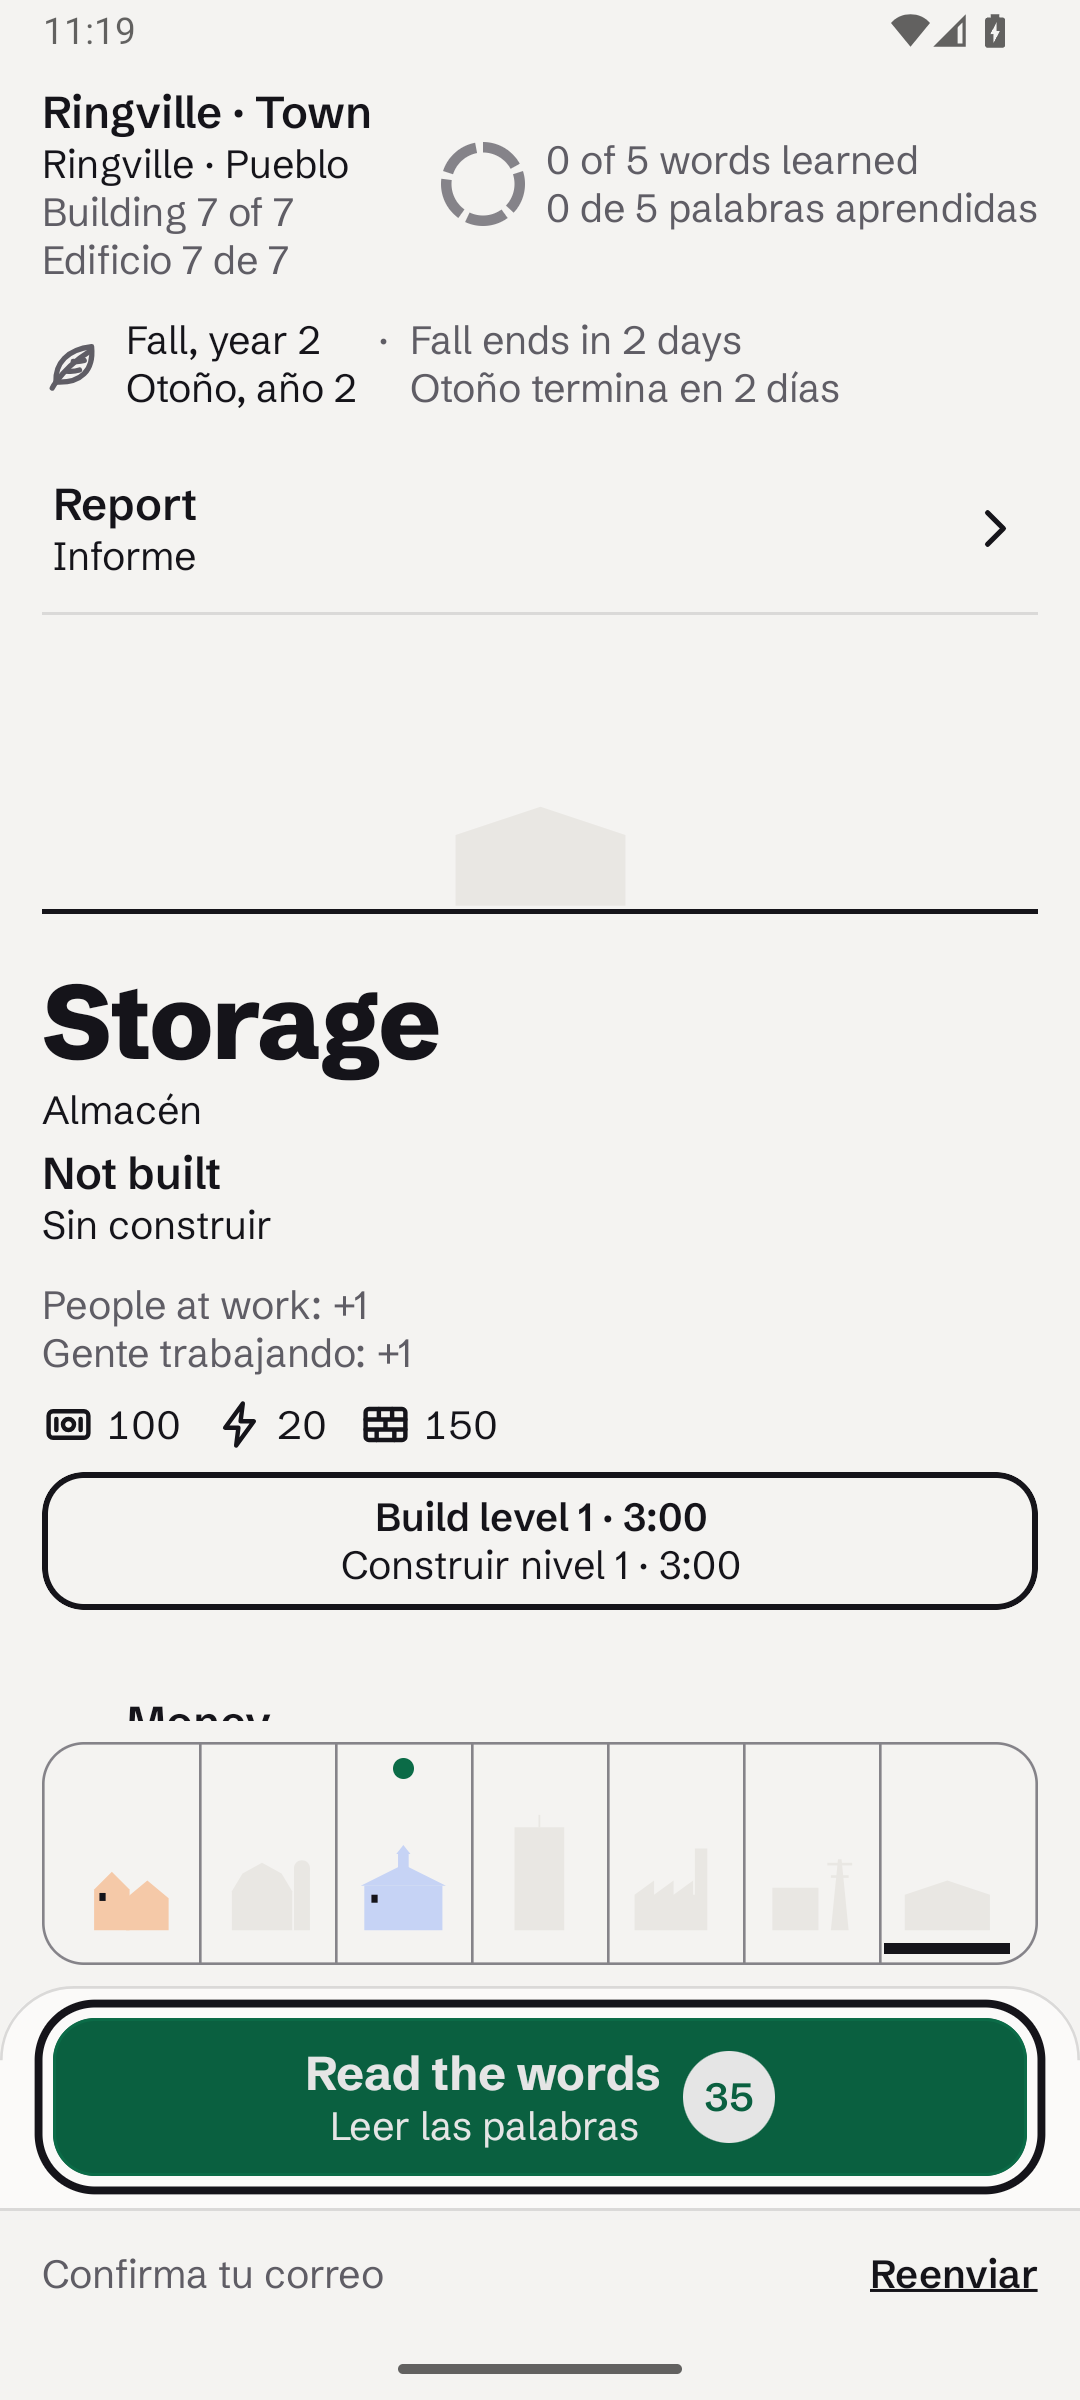 11:19
Ringville · Town
Ringville · Pueblo
Building 7 of 7
Edificio 7 de 7
0 of 5 words learned
0 de 5 palabras aprendidas
Fall, year 2 · Fall ends in 2 days
Otoño, año 2 Otoño termina en 2 días
Report
Informe
Storage
Almacén
Not built
Sin construir
People at work: +1
Gente trabajando: +1
100 20 150
Build level 1 · 3:00
Construir nivel 1 · 3:00
Money
Read the words
Leer las palabras
35
Confirma tu correo
Reenviar